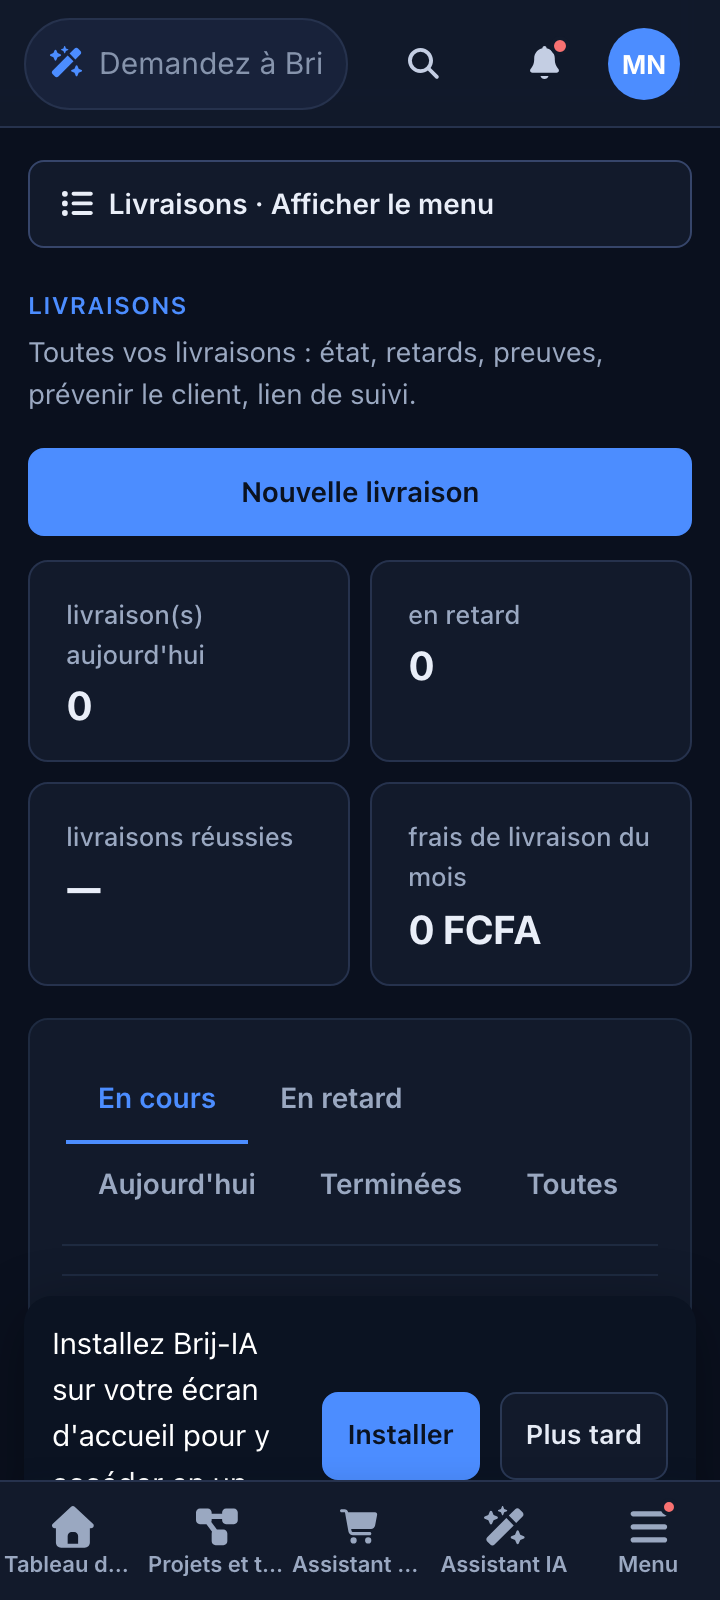 Demandez à Bri
MN
Livraisons · Afficher le menu
LIVRAISONS
Toutes vos livraisons : état, retards, preuves,
prévenir le client, lien de suivi.
Nouvelle livraison
livraison(s)
aujourd'hui
0
en retard
0
livraisons réussies
—
frais de livraison du
mois
0 FCFA
En cours
En retard
Aujourd'hui
Terminées
Toutes
Installez Brij-IA
sur votre écran
d'accueil pour y
accéder en un
Installer
Plus tard
Tableau d...
Projets et t...
Assistant ...
Assistant IA
Menu